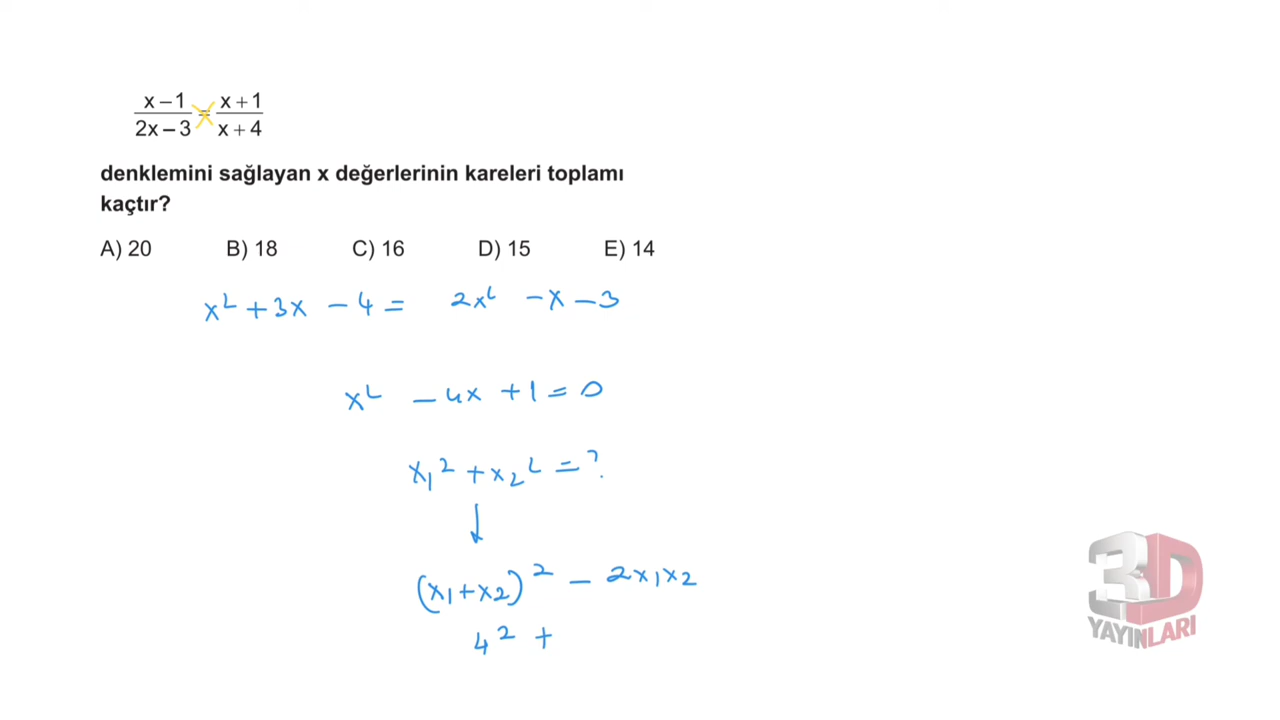 x – 1 / 2x – 3 = x + 1 / x + 4
denklemini sağlayan x değerlerinin kareleri toplamı
kaçtır?
A) 20 B) 18 C) 16 D) 15 E) 14
x² + 3x - 4 = 2x² - x - 3
x² - 4x + 1 = 0
x₁² + x₂² = ?
↓
(x₁+x₂)² - 2x₁x₂
4² +
3D
YAYINLARI